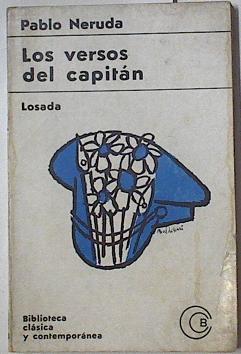 Pablo Neruda
Los versos
del capitán
Losada
Biblioteca
clásica
y contemporánea
B